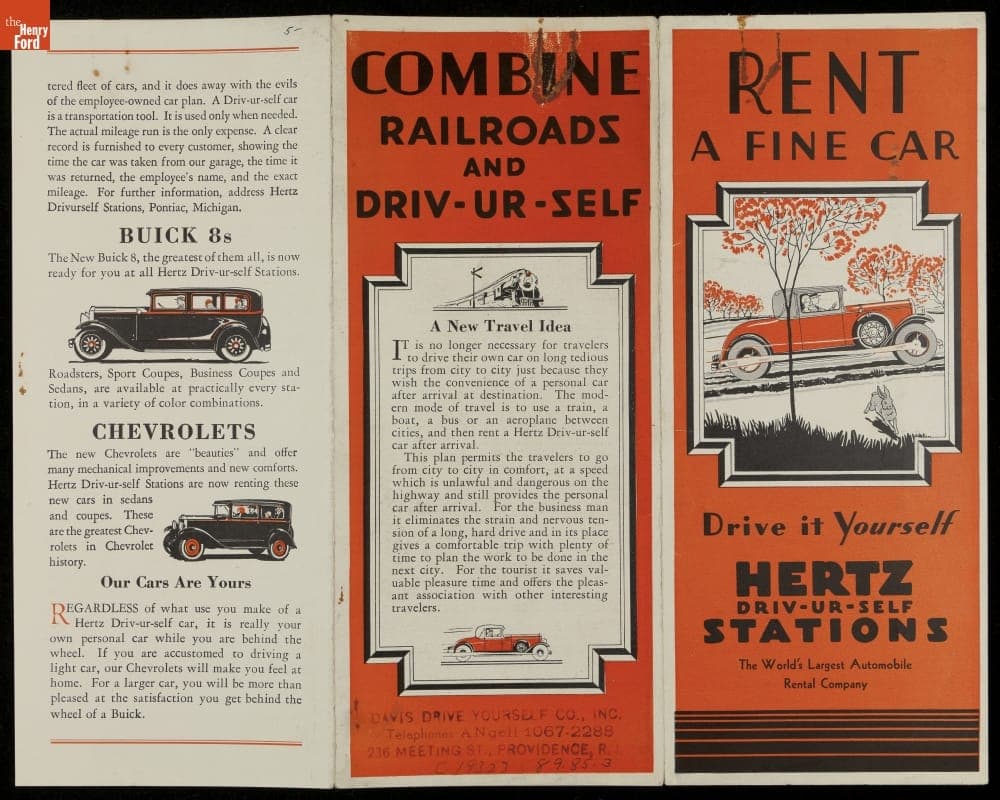 the
Henry
Ford
5-
tered fleet of cars, and it does away with the evils
of the employee-owned car plan. A Driv-ur-self car
is a transportation tool. It is used only when needed.
The actual mileage run is the only expense. A clear
record is furnished to every customer, showing the
time the car was taken from our garage, the time it
was returned, the employee's name, and the exact
mileage. For further information, address Hertz
Drivurself Stations, Pontiac, Michigan.
BUICK 8s
The New Buick 8, the greatest of them all, is now
ready for you at all Hertz Driv-ur-self Stations.
Roadsters, Sport Coupes, Business Coupes and
Sedans, are available at practically every sta-
tion, in a variety of color combinations.
CHEVROLETS
The new Chevrolets are "beauties" and offer
many mechanical improvements and new comforts.
Hertz Driv-ur-self Stations are now renting these
new cars in sedans
and coupes. These
are the greatest Chev-
rolets in Chevrolet
history.
Our Cars Are Yours
REGARDLESS of what use you make of a
Hertz Driv-ur-self car, it is really your
own personal car while you are behind the
wheel. If you are accustomed to driving a
light car, our Chevrolets will make you feel at
home. For a larger car, you will be more than
pleased at the satisfaction you get behind the
wheel of a Buick.
COMBINE
RAILROADS
AND
DRIV-UR-SELF
A New Travel Idea
IT is no longer necessary for travelers
to drive their own car on long tedious
trips from city to city just because they
wish the convenience of a personal car
after arrival at destination. The mod-
ern mode of travel is to use a train, a
boat, a bus or an aeroplane between
cities, and then rent a Hertz Driv-ur-self
car after arrival.
This plan permits the travelers to go
from city to city in comfort, at a speed
which is unlawful and dangerous on the
highway and still provides the personal
car after arrival. For the business man
it eliminates the strain and nervous ten-
sion of a long, hard drive and in its place
gives a comfortable trip with plenty of
time to plan the work to be done in the
next city. For the tourist it saves val-
uable pleasure time and offers the pleas-
ant association with other interesting
travelers.
DAVIS DRIVE YOURSELF CO., INC.
Telephones ANgell 1067-2288
236 MEETING ST., PROVIDENCE, R.I.
89.85.3
RENT
A FINE CAR
Drive it Yourself
HERTZ
DRIV-UR-SELF
STATIONS
The World's Largest Automobile
Rental Company